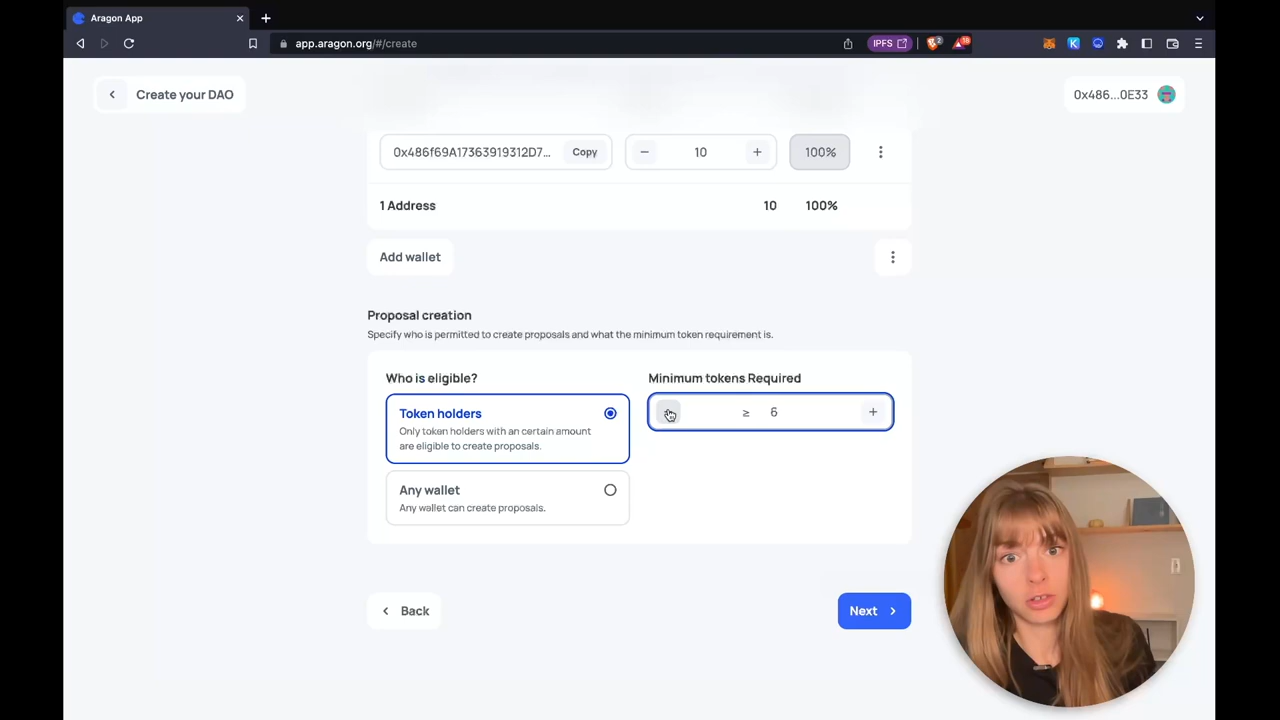 Aragon App
app.aragon.org/#/create
IPFS
2
15
Create your DAO
0x486...0E33
0x486f69A17363919312D7...
Copy
10
100%
1 Address
10
100%
Add wallet
Proposal creation
Specify who is permitted to create proposals and what the minimum token requirement is.
Who is eligible?
Minimum tokens Required
Token holders
Only token holders with an certain amount
are eligible to create proposals.
≥ 6
Any wallet
Any wallet can create proposals.
Back
Next